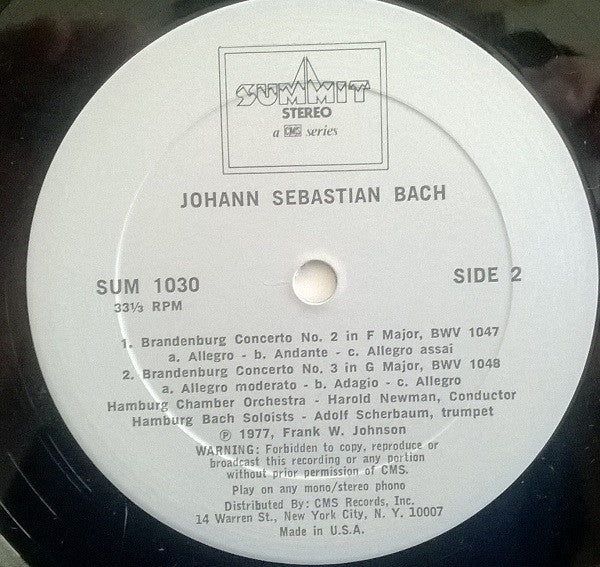 SUMMIT
STEREO
a CMS series
JOHANN SEBASTIAN BACH
SUM 1030
33⅓ RPM
SIDE 2
1. Brandenburg Concerto No. 2 in F Major, BWV 1047
a. Allegro - b. Andante - c. Allegro assai
2. Brandenburg Concerto No. 3 in G Major, BWV 1048
a. Allegro moderato - b. Adagio - c. Allegro
Hamburg Chamber Orchestra - Harold Newman, Conductor
Hamburg Bach Soloists - Adolf Scherbaum, trumpet
℗ 1977, Frank W. Johnson
WARNING: Forbidden to copy, reproduce or
broadcast this recording or any portion
without prior permission of CMS.
Play on any mono/stereo phono
Distributed By: CMS Records, Inc.
14 Warren St., New York City, N. Y. 10007
Made in U.S.A.